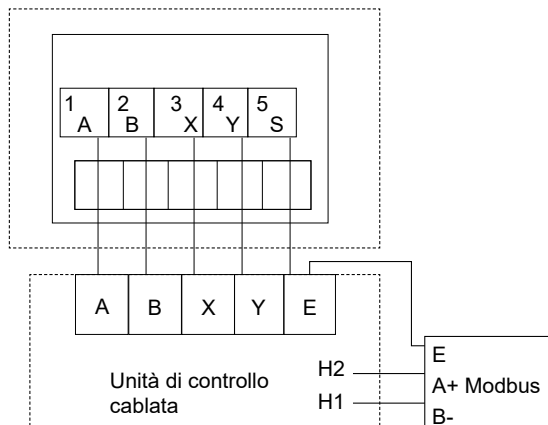 1 2 3 4 5
A B X Y S
A B X Y E
Unità di controllo
cablata
H2
H1
E
A+ Modbus
B-